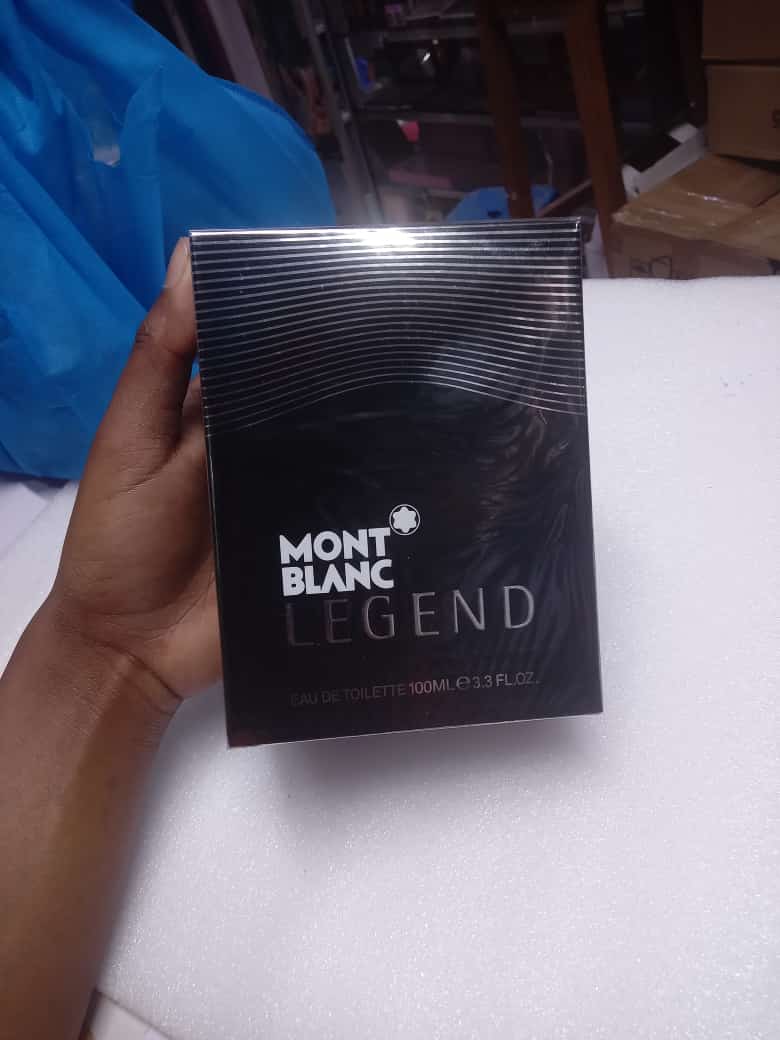 MONT
BLANC
LEGEND
EAU DE TOILETTE 100ML e 3.3 FL.OZ.